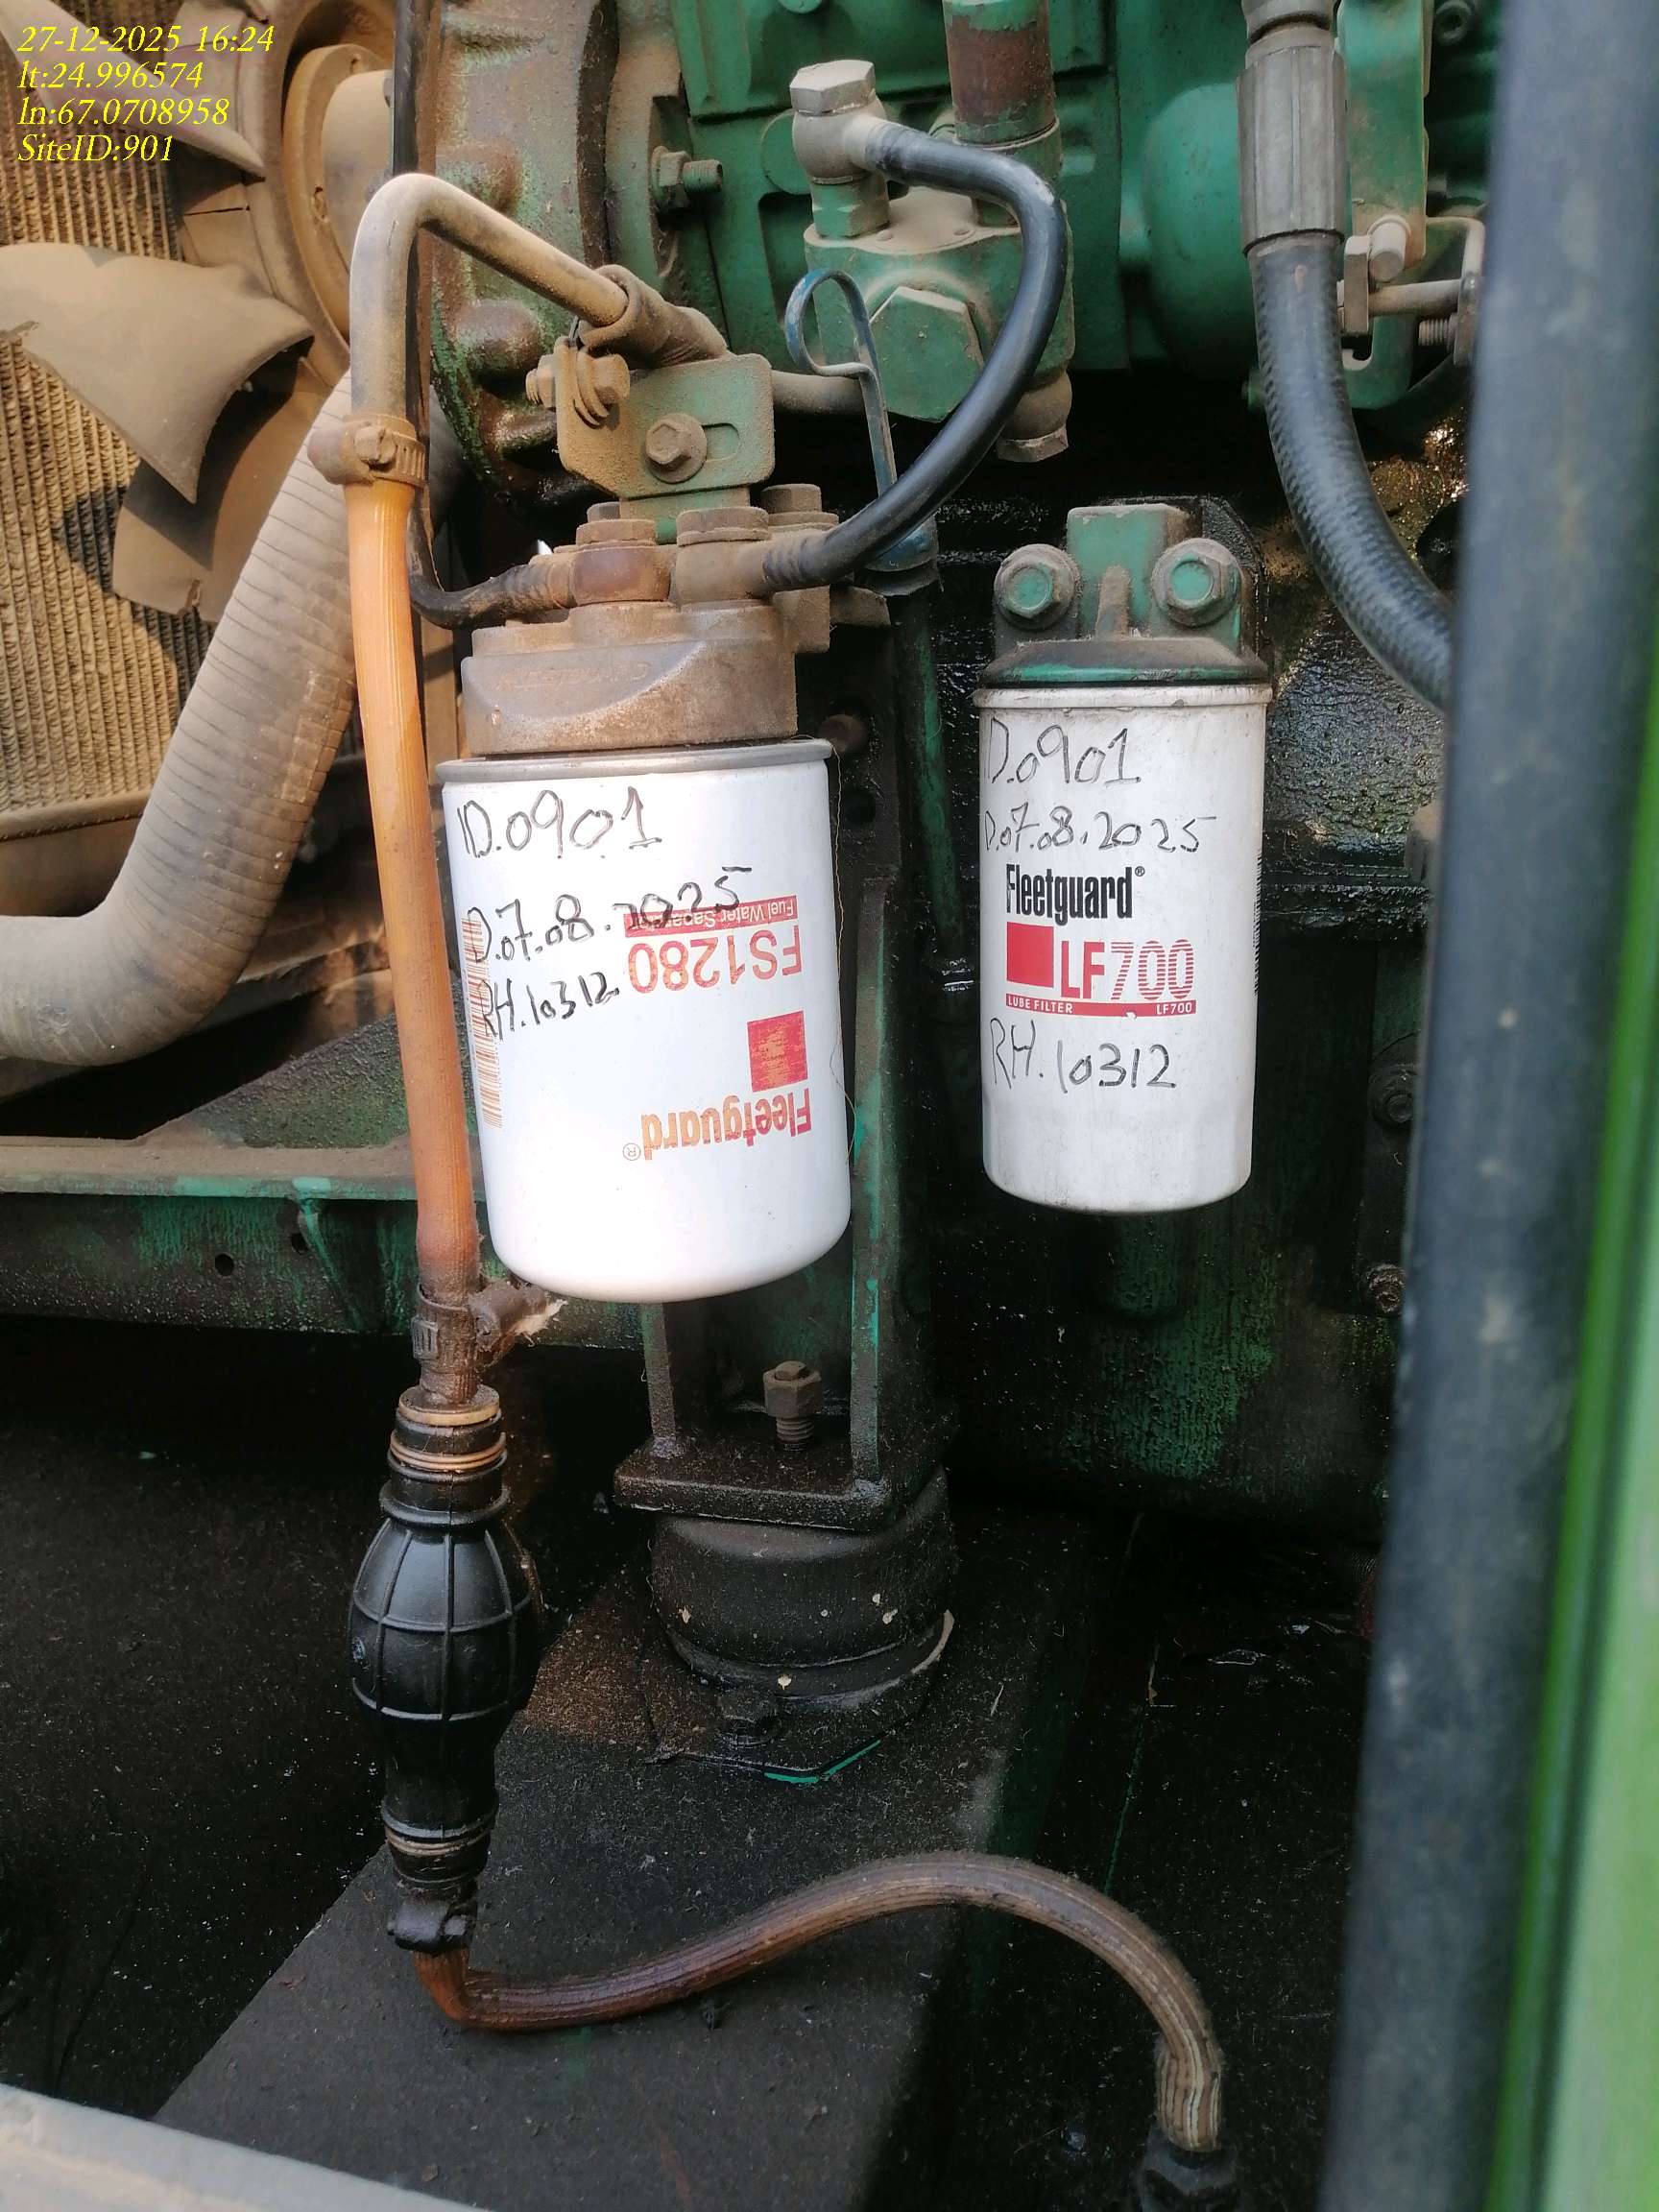 27-12-2025 16:24
lt:24.996574
ln:67.0708958
SiteID:901
ID.0901
D.07.08.2025
RH.10312
Fuel Water Separator
FS1280
Fleetguard®
D.0901
D.07.08.2025
Fleetguard®
LF700
LUBE FILTER LF700
RH.10312